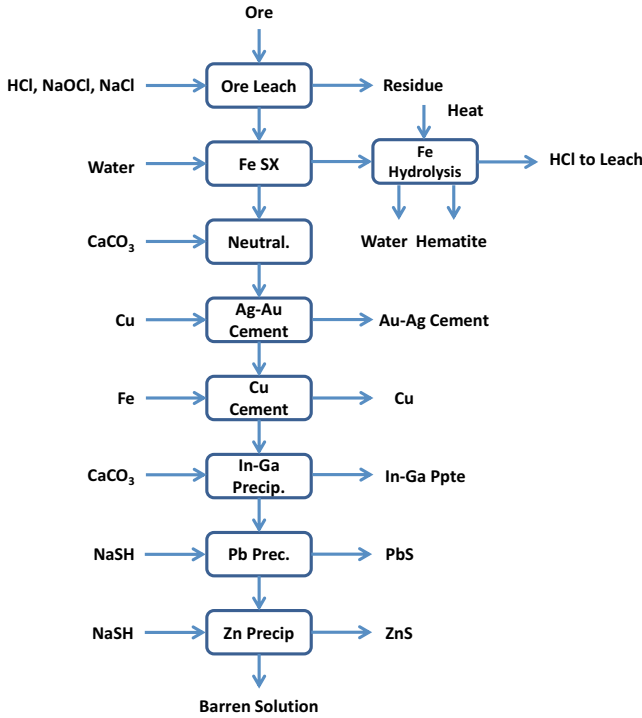 Ore
HCl, NaOCl, NaCl
Ore Leach
Residue
Heat
Water
Fe SX
Fe
Hydrolysis
HCl to Leach
Water Hematite
CaCO₃
Neutral.
Cu
Ag-Au
Cement
Au-Ag Cement
Fe
Cu
Cement
Cu
CaCO₃
In-Ga
Precip.
In-Ga Ppte
NaSH
Pb Prec.
PbS
NaSH
Zn Precip
ZnS
Barren Solution